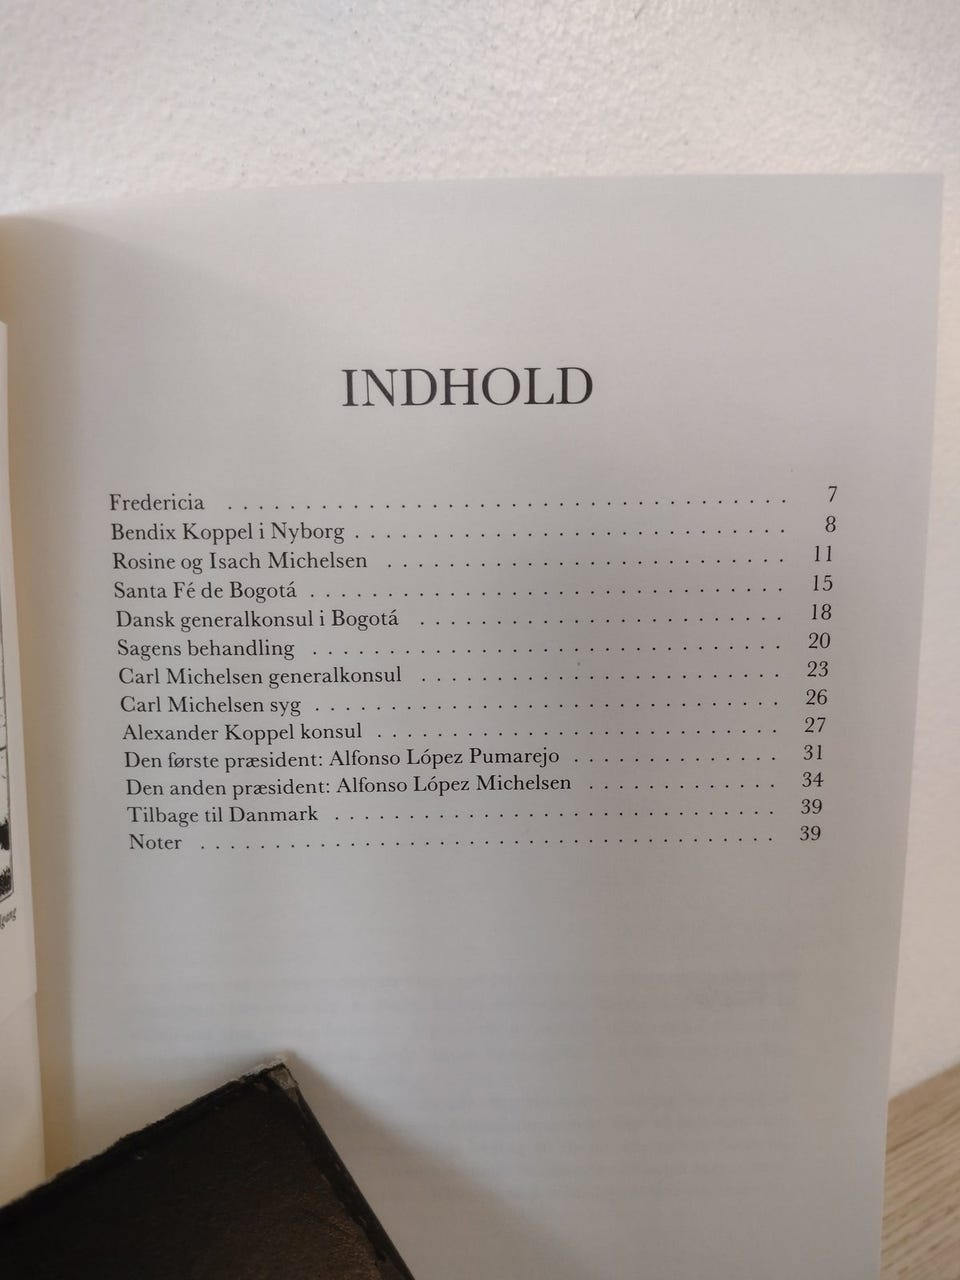 INDHOLD
Fredericia . . . . . . . . . . . . . . . . . . . . . . . . . . . . . . . . . 7
Bendix Koppel i Nyborg . . . . . . . . . . . . . . . . . . . . . . . . . 8
Rosine og Isach Michelsen . . . . . . . . . . . . . . . . . . . . . . . 11
Santa Fé de Bogotá . . . . . . . . . . . . . . . . . . . . . . . . . . . . 15
Dansk generalkonsul i Bogotá . . . . . . . . . . . . . . . . . . . . . 18
Sagens behandling . . . . . . . . . . . . . . . . . . . . . . . . . . . . 20
Carl Michelsen generalkonsul . . . . . . . . . . . . . . . . . . . . . 23
Carl Michelsen syg . . . . . . . . . . . . . . . . . . . . . . . . . . . 26
Alexander Koppel konsul . . . . . . . . . . . . . . . . . . . . . . . 27
Den første præsident: Alfonso López Pumarejo . . . . . . . . . . . . 31
Den anden præsident: Alfonso López Michelsen . . . . . . . . . . . 34
Tilbage til Danmark . . . . . . . . . . . . . . . . . . . . . . . . . . 39
Noter . . . . . . . . . . . . . . . . . . . . . . . . . . . . . . . . . . 39